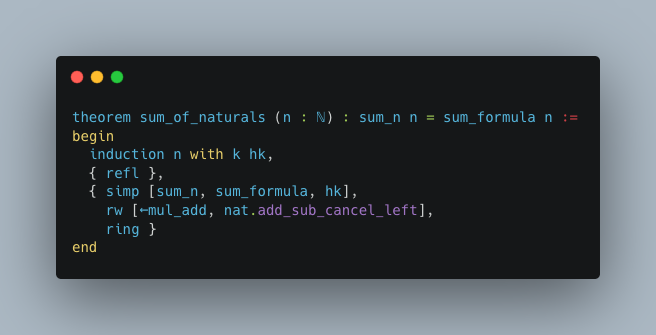 theorem sum_of_naturals (n : ℕ) : sum_n n = sum_formula n :=
begin
  induction n with k hk,
  { refl },
  { simp [sum_n, sum_formula, hk],
    rw [←mul_add, nat.add_sub_cancel_left],
    ring }
end